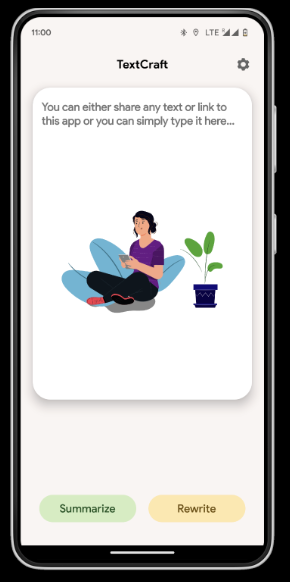 11:00
LTE
TextCraft
You can either share any text or link to
this app or you can simply type it here...
Summarize
Rewrite